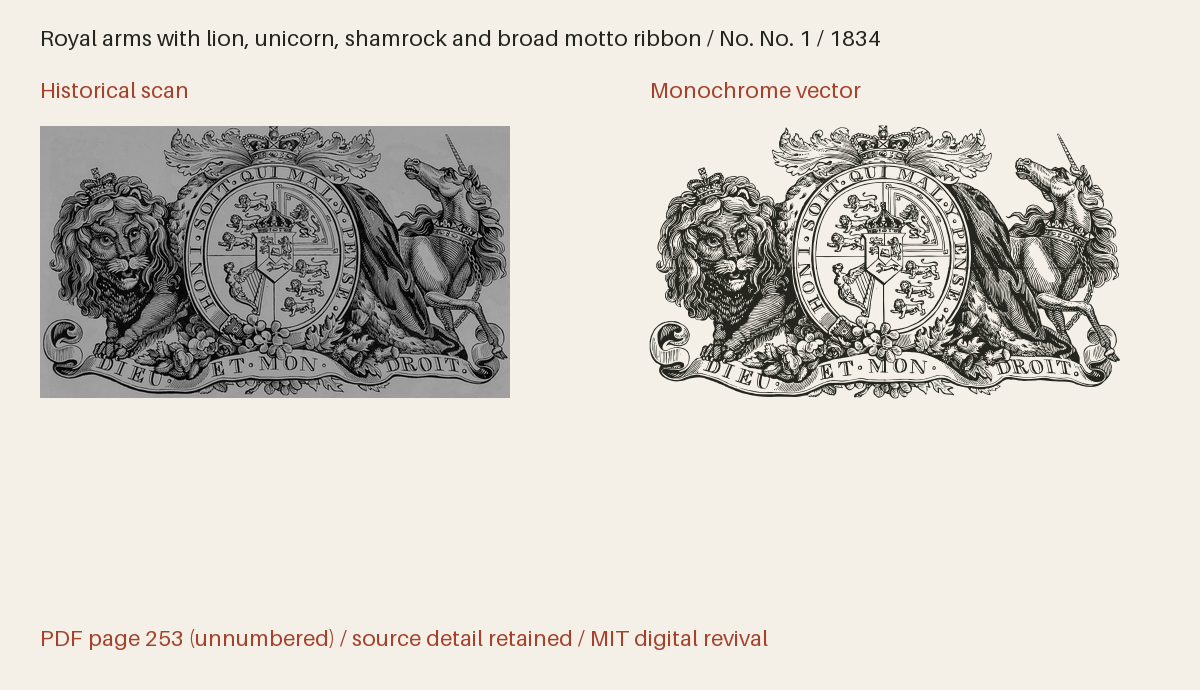 Royal arms with lion, unicorn, shamrock and broad motto ribbon / No. No. 1 / 1834
Historical scan
Monochrome vector
HONI · SOIT · QUI MAL · Y · PENSE
DIEU · ET · MON · DROIT ·
HONI · SOIT · QUI MAL · Y · PENSE
DIEU · ET · MON · DROIT ·
PDF page 253 (unnumbered) / source detail retained / MIT digital revival